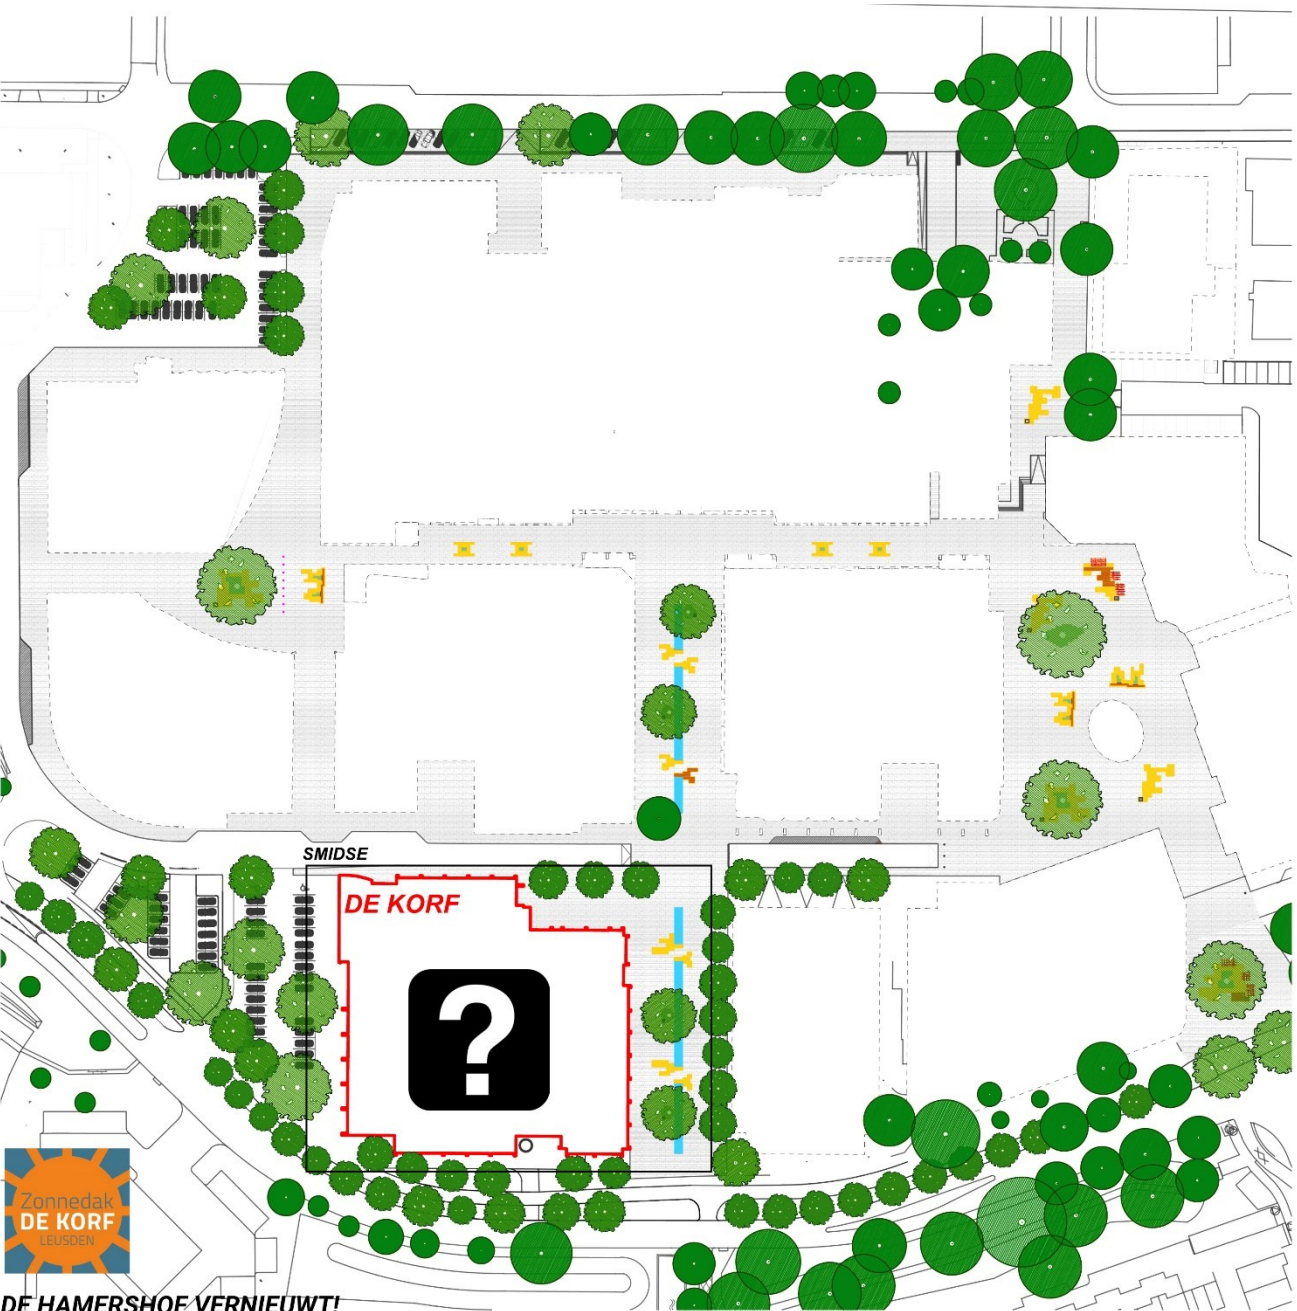 SMIDSE
DE KORF
?
Zonnedak
DE KORF
LEUSDEN
DE HAMERSHOF VERNIEUWT!